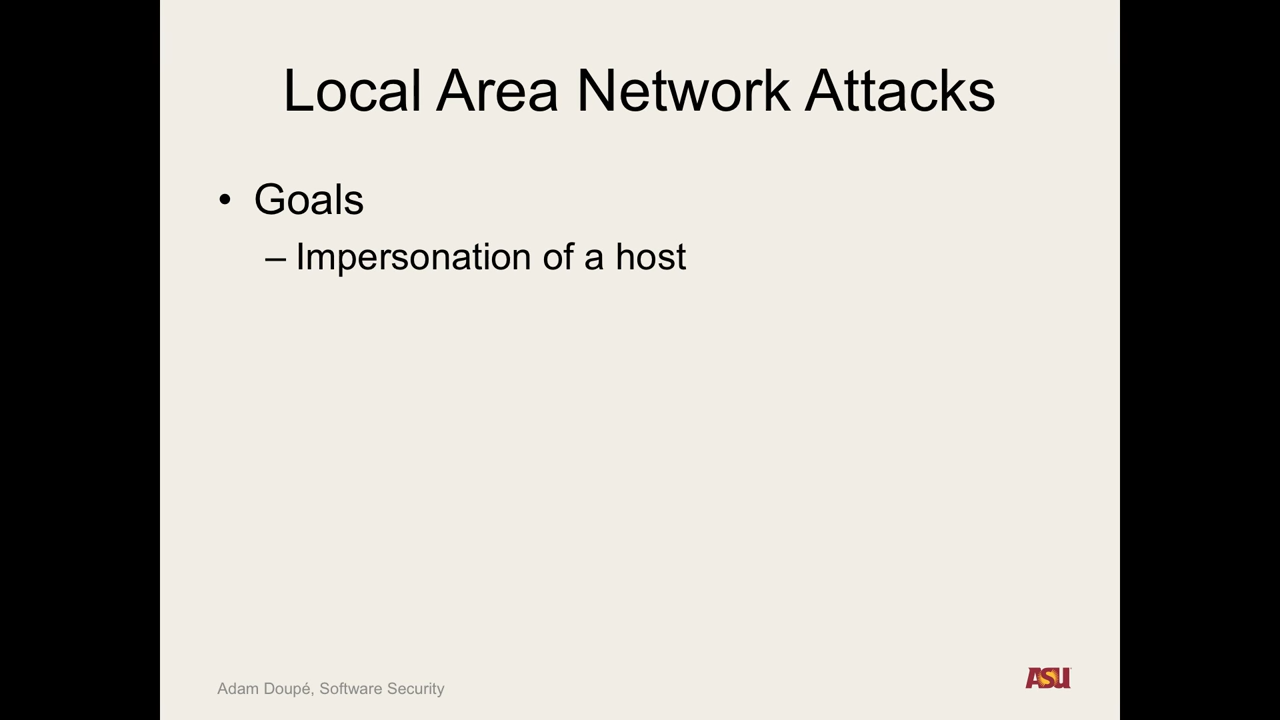 Local Area Network Attacks
• Goals
– Impersonation of a host
Adam Doupé, Software Security
ASU